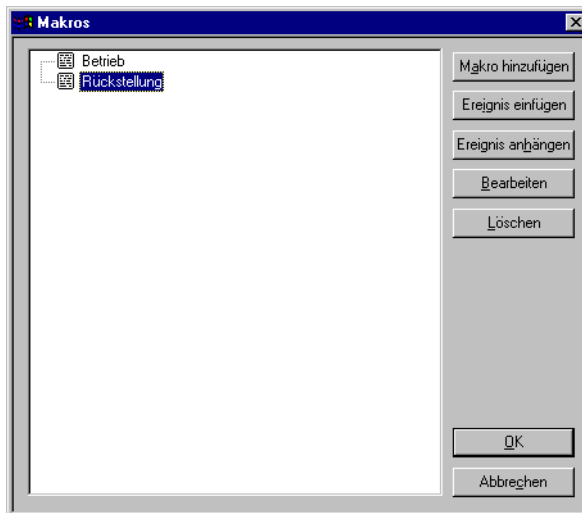 Makros
Betrieb
Rückstellung
Makro hinzufügen
Ereignis einfügen
Ereignis anhängen
Bearbeiten
Löschen
OK
Abbrechen